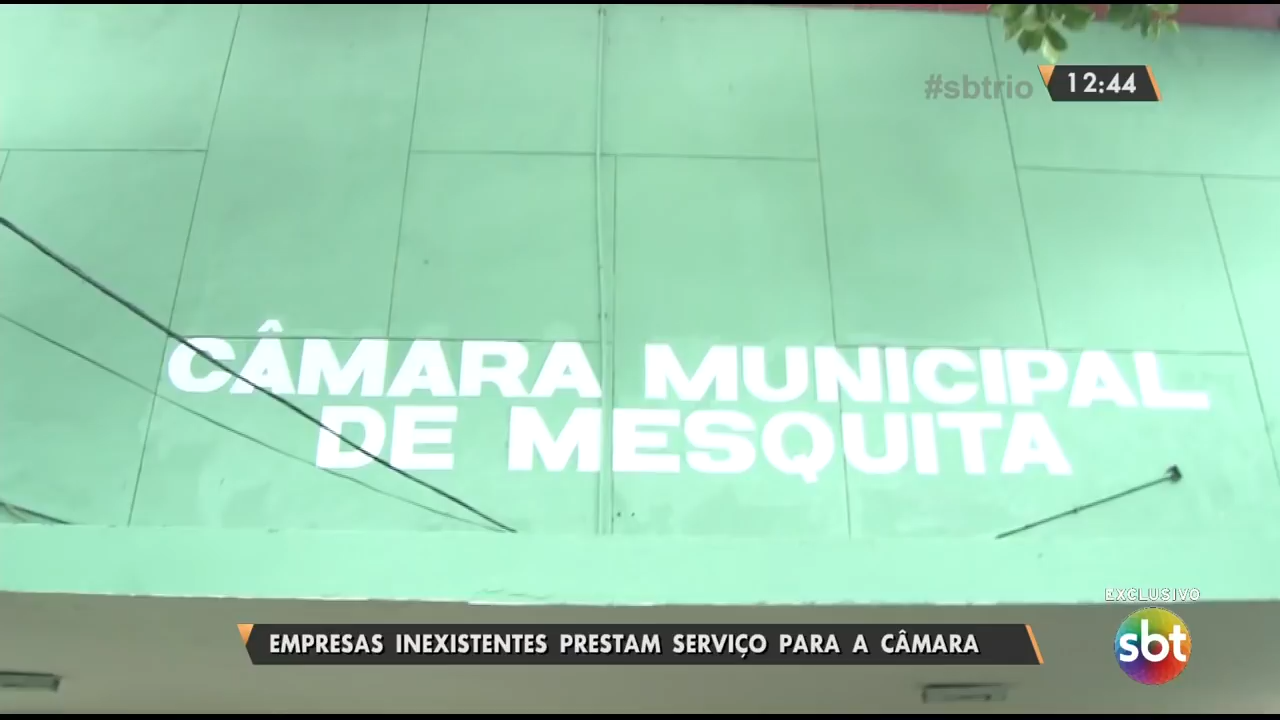 #sbtrio
12:44
CÂMARA MUNICIPAL
DE MESQUITA
EXCLUSIVO
sbt
EMPRESAS INEXISTENTES PRESTAM SERVIÇO PARA A CÂMARA